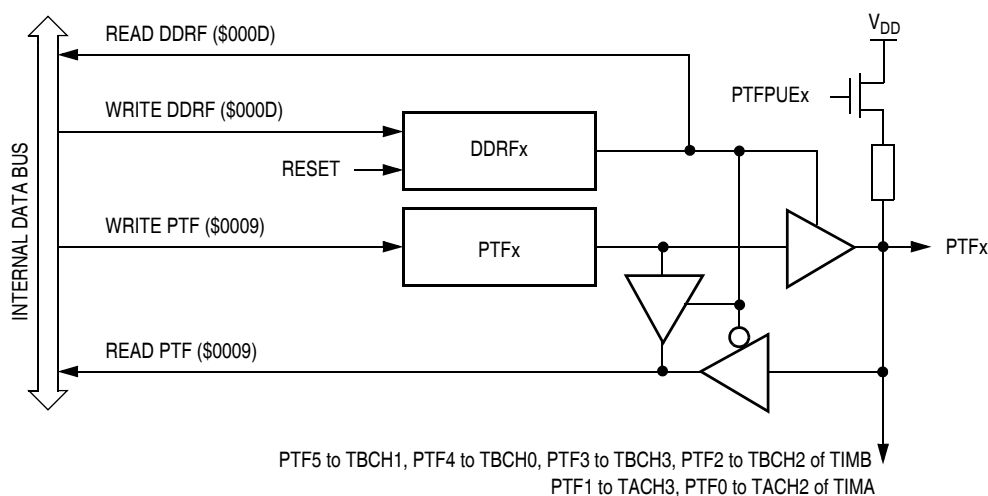 READ DDRF ($000D)
V_DD
PTFPUEx
WRITE DDRF ($000D)
DDRFx
RESET
INTERNAL DATA BUS
WRITE PTF ($0009)
PTFx
PTFx
READ PTF ($0009)
PTF5 to TBCH1, PTF4 to TBCH0, PTF3 to TBCH3, PTF2 to TBCH2 of TIMB
PTF1 to TACH3, PTF0 to TACH2 of TIMA